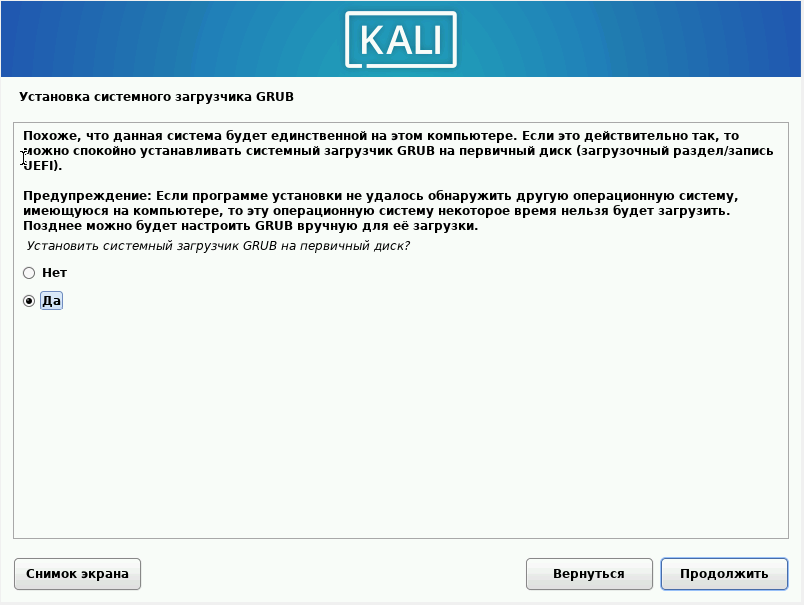 KALI
Установка системного загрузчика GRUB
Похоже, что данная система будет единственной на этом компьютере. Если это действительно так, то
можно спокойно устанавливать системный загрузчик GRUB на первичный диск (загрузочный раздел/запись
UEFI).
Предупреждение: Если программе установки не удалось обнаружить другую операционную систему,
имеющуюся на компьютере, то эту операционную систему некоторое время нельзя будет загрузить.
Позднее можно будет настроить GRUB вручную для её загрузки.
Установить системный загрузчик GRUB на первичный диск?
Нет
Да
Снимок экрана Вернуться Продолжить